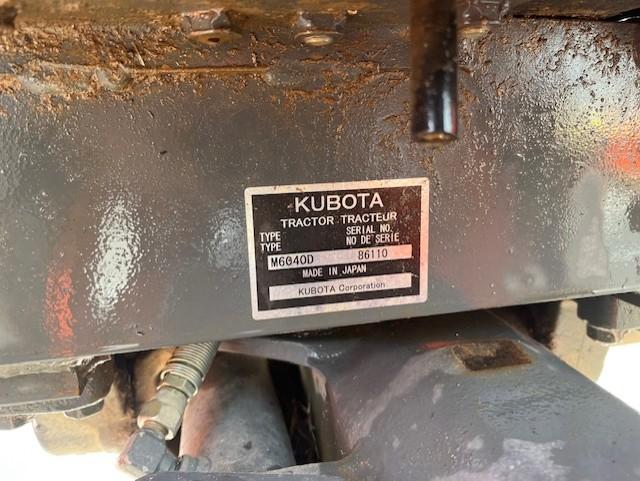 KUBOTA
TRACTOR TRACTEUR
TYPE SERIAL NO.
TYPE NO DE SERIE
M6040D 86110
MADE IN JAPAN
KUBOTA Corporation